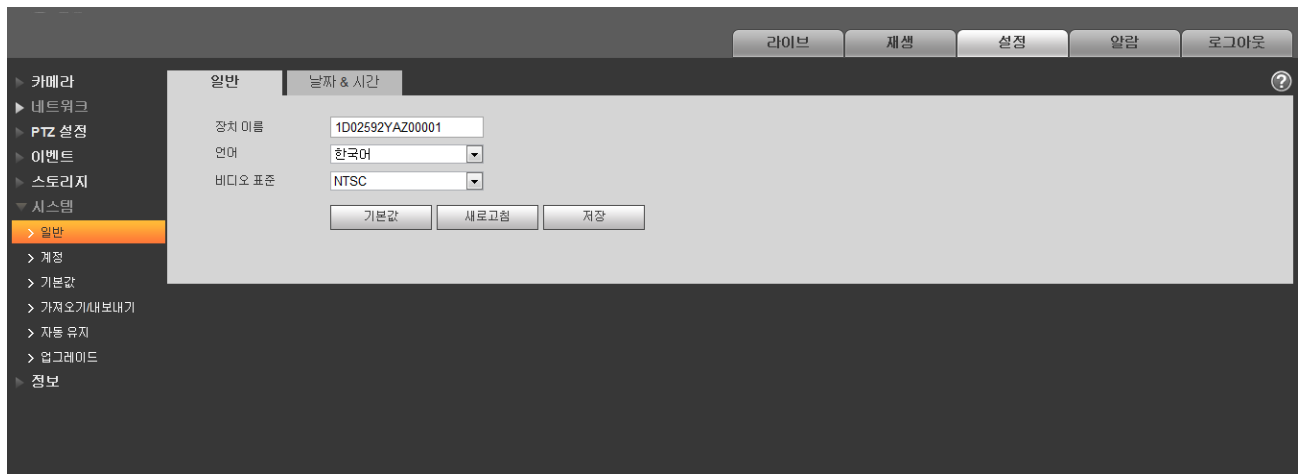 라이브 재생 설정 알람 로그아웃
카메라
네트워크
PTZ 설정
이벤트
스토리지
시스템
일반
계정
기본값
가져오기/내보내기
자동 유지
업그레이드
정보
일반 날짜 & 시간
장치 이름 1D02592YAZ00001
언어 한국어
비디오 표준 NTSC
기본값 새로고침 저장